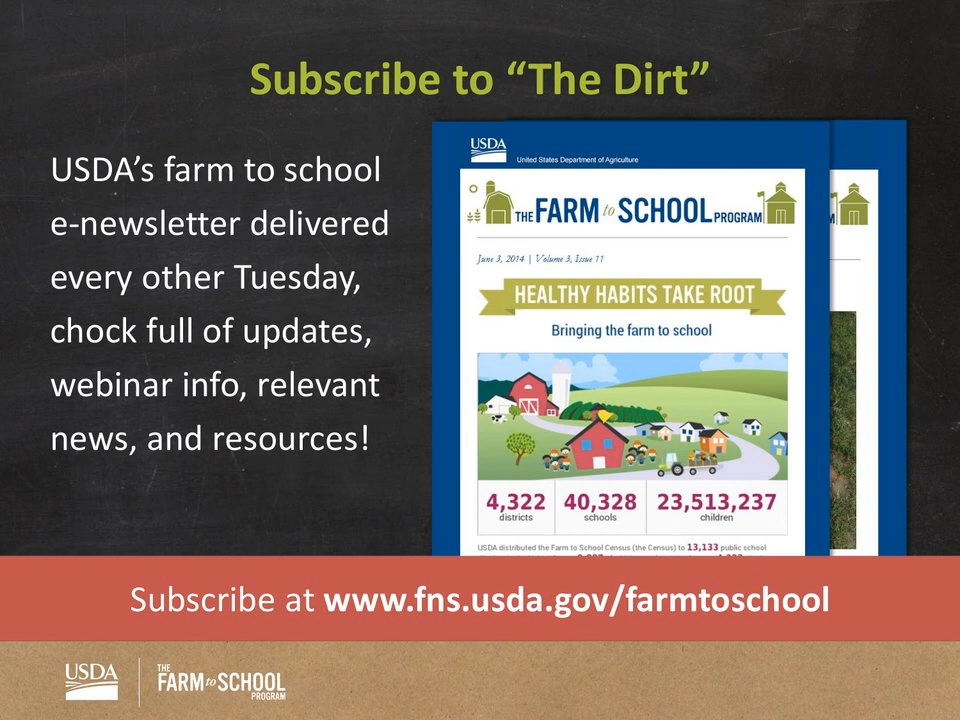 Subscribe to “The Dirt”
USDA’s farm to school
e-newsletter delivered
every other Tuesday,
chock full of updates,
webinar info, relevant
news, and resources!
USDA
United States Department of Agriculture
THE FARM to SCHOOL PROGRAM
June 3, 2014 | Volume 3, Issue 11
HEALTHY HABITS TAKE ROOT
Bringing the farm to school
4,322 40,328 23,513,237
districts schools children
USDA distributed the Farm to School Census (the Census) to 13,133 public school
Subscribe at www.fns.usda.gov/farmtoschool
USDA
THE
FARM to SCHOOL
PROGRAM